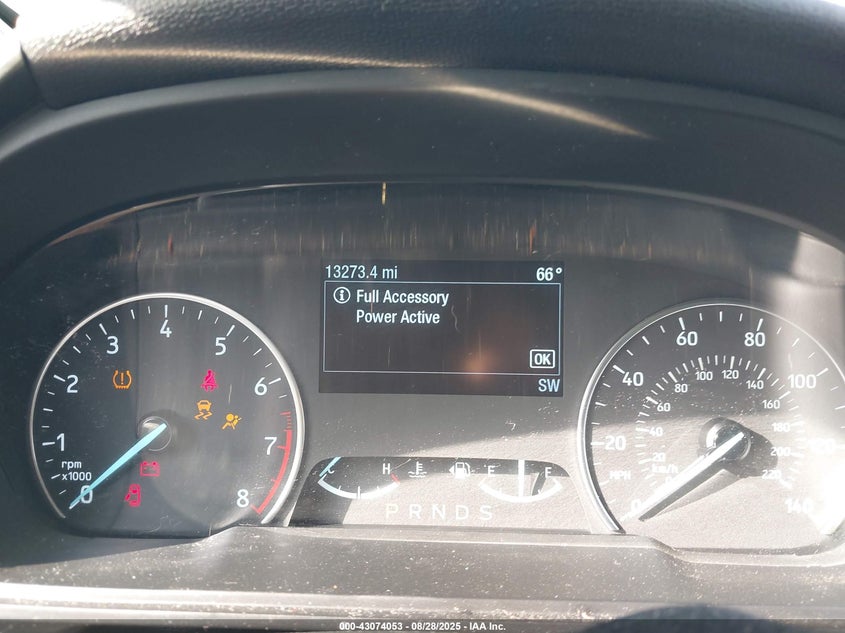 13273.4 mi 66°
Full Accessory
Power Active
OK
SW
0 1 2 3 4 5 6 7 8
rpm
x1000
H E F
P R N D S
0 20 40 60 80 100 120 140
MPH
20 40 60 80 100 120 140 160 180 200 220
km/h
000-43074053 - 08/28/2025 - IAA Inc.